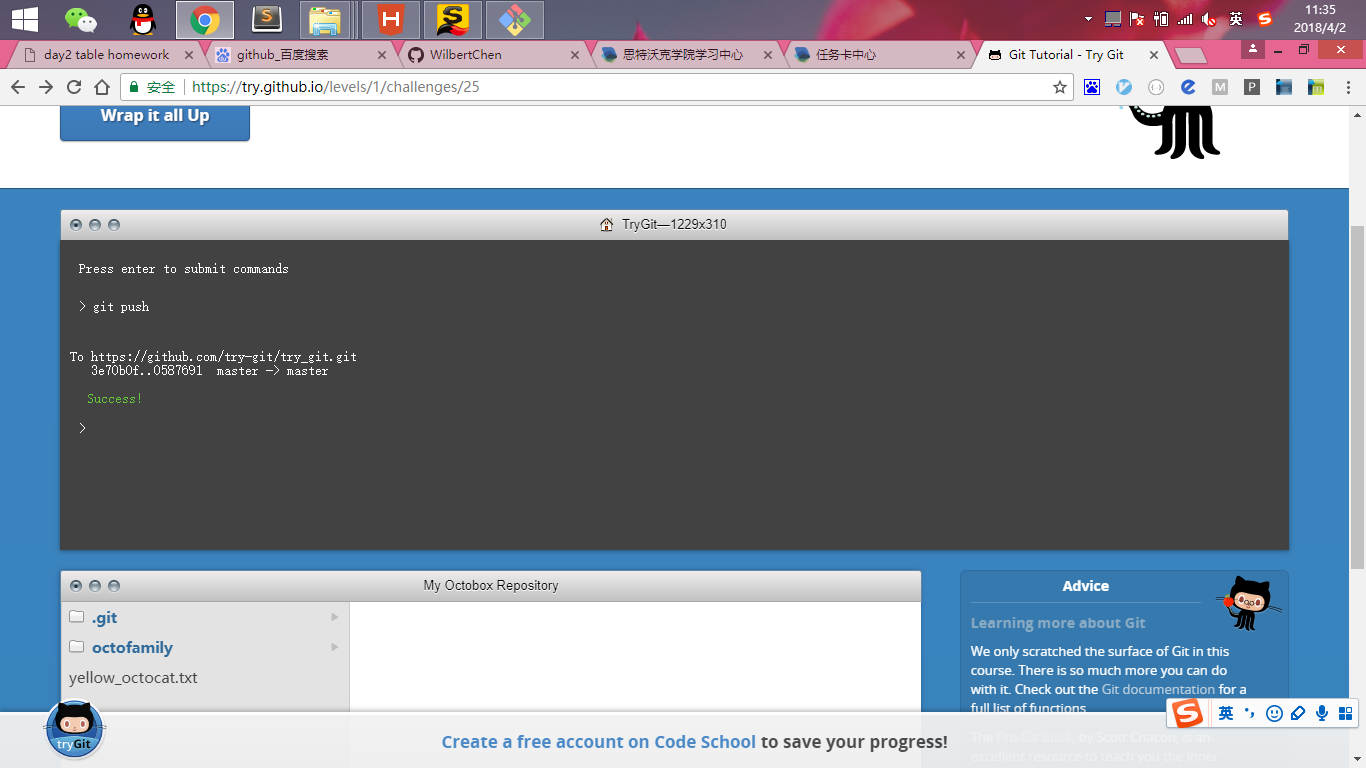 英
11:35
2018/4/2
day2 table homework
github_百度搜索
WilbertChen
思特沃克学院学习中心
任务卡中心
Git Tutorial - Try Git
安全
https://try.github.io/levels/1/challenges/25
Wrap it all Up
TryGit—1229x310
Press enter to submit commands
> git push
To https://github.com/try-git/try_git.git
3e70b0f..0587691 master -> master
Success!
>
My Octobox Repository
.git
octofamily
yellow_octocat.txt
Advice
Learning more about Git
We only scratched the surface of Git in this
course. There is so much more you can do
with it. Check out the Git documentation for a
full list of functions.
The Pro Git book, by Scott Chacon, is an
excellent resource to teach you the inner
英
tryGit
Create a free account on Code School to save your progress!